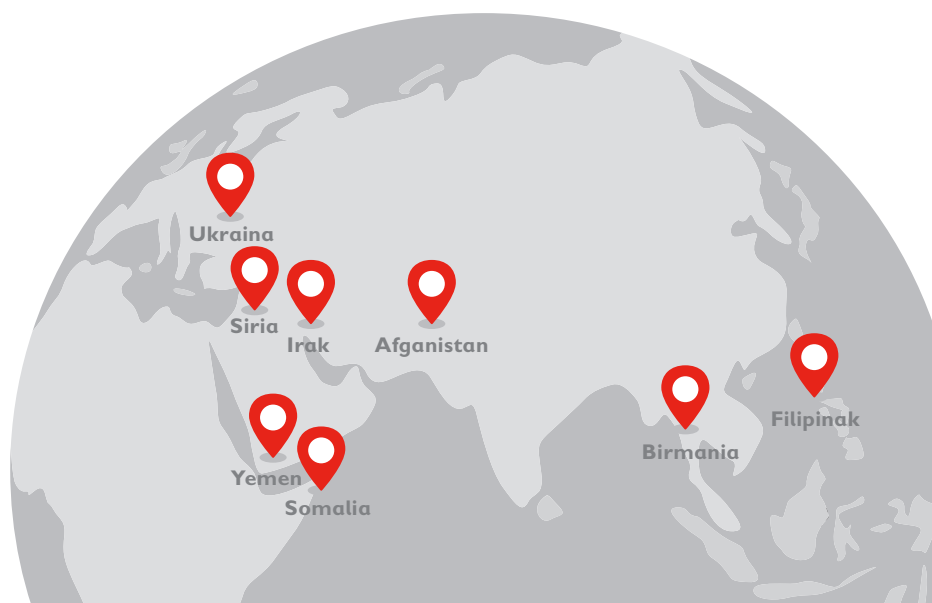 Ukraina
Siria
Irak
Afganistan
Filipinak
Birmania
Yemen
Somalia